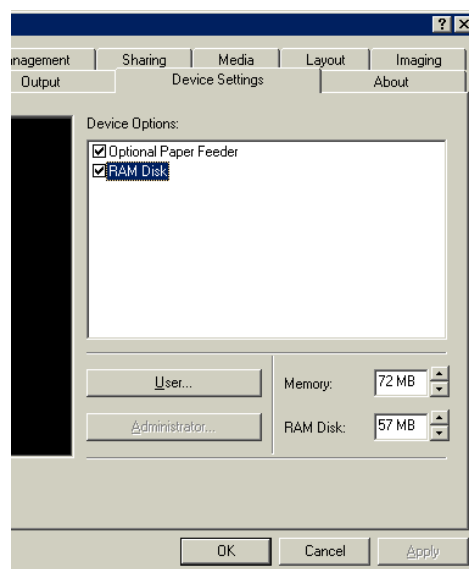 nagement Sharing Media Layout Imaging
Output Device Settings About
Device Options:
Optional Paper Feeder
RAM Disk
User... Memory: 72 MB
Administrator... RAM Disk: 57 MB
OK Cancel Apply